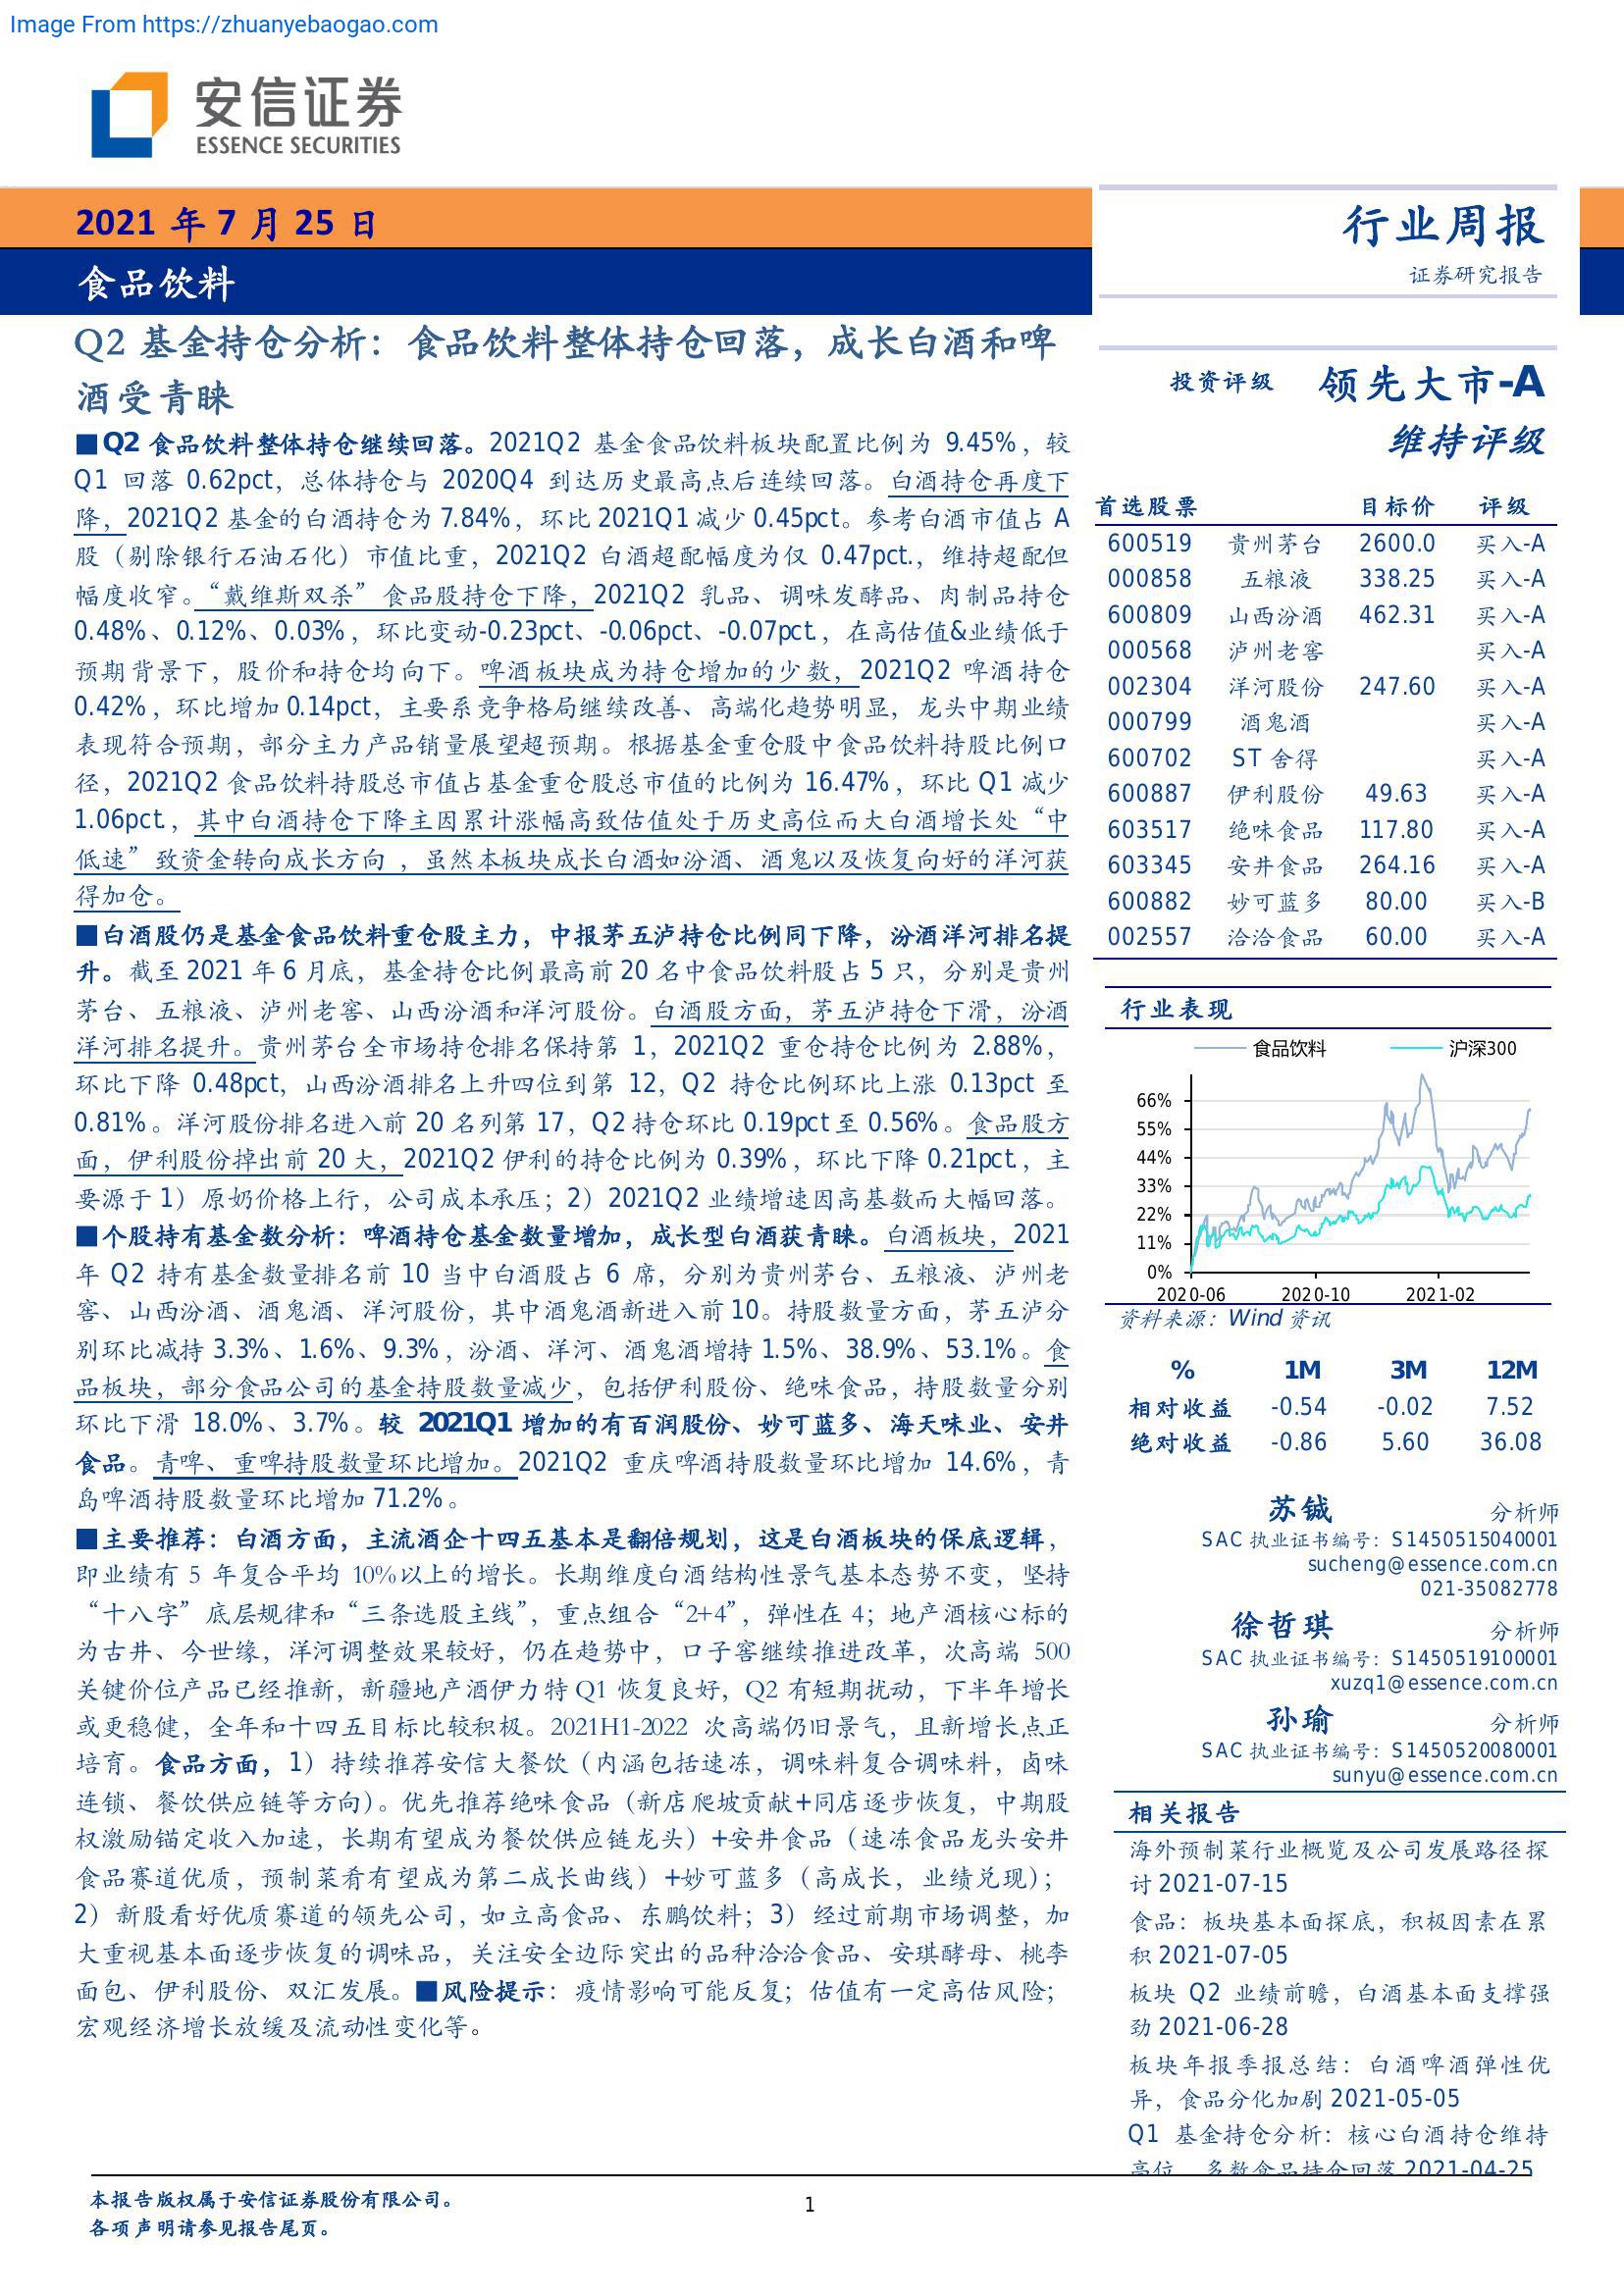 Image From https://zhuanyebaogao.com
安信证券
ESSENCE SECURITIES
2021 年 7 月 25 日
食品饮料
行业周报
证券研究报告
Q2 基金持仓分析：食品饮料整体持仓回落，成长白酒和啤
酒受青睐
■Q2 食品饮料整体持仓继续回落。2021Q2 基金食品饮料板块配置比例为 9.45%，较
Q1 回落 0.62pct，总体持仓与 2020Q4 到达历史最高点后连续回落。白酒持仓再度下
降，2021Q2 基金的白酒持仓为 7.84%，环比 2021Q1 减少 0.45pct。参考白酒市值占 A
股（剔除银行石油石化）市值比重，2021Q2 白酒超配幅度为仅 0.47pct.，维持超配但
幅度收窄。“戴维斯双杀”食品股持仓下降，2021Q2 乳品、调味发酵品、肉制品持仓
0.48%、0.12%、0.03%，环比变动-0.23pct、-0.06pct、-0.07pct.，在高估值&业绩低于
预期背景下，股价和持仓均向下。啤酒板块成为持仓增加的少数，2021Q2 啤酒持仓
0.42%，环比增加 0.14pct，主要系竞争格局继续改善、高端化趋势明显，龙头中期业绩
表现符合预期，部分主力产品销量展望超预期。根据基金重仓股中食品饮料持股比例口
径，2021Q2 食品饮料持股总市值占基金重仓股总市值的比例为 16.47%，环比 Q1 减少
1.06pct.，其中白酒持仓下降主因累计涨幅高致估值处于历史高位而大白酒增长处“中
低速”致资金转向成长方向，虽然本板块成长白酒如汾酒、酒鬼以及恢复向好的洋河获
得加仓。
■白酒股仍是基金食品饮料重仓股主力，中报茅五泸持仓比例同下降，汾酒洋河排名提
升。截至 2021 年 6 月底，基金持仓比例最高前 20 名中食品饮料股占 5 只，分别是贵州
茅台、五粮液、泸州老窖、山西汾酒和洋河股份。白酒股方面，茅五泸持仓下滑，汾酒
洋河排名提升。贵州茅台全市场持仓排名保持第 1，2021Q2 重仓持仓比例为 2.88%，
环比下降 0.48pct，山西汾酒排名上升四位到第 12，Q2 持仓比例环比上涨 0.13pct 至
0.81%。洋河股份排名进入前 20 名列第 17，Q2 持仓环比 0.19pct 至 0.56%。食品股方
面，伊利股份掉出前 20 大，2021Q2 伊利的持仓比例为 0.39%，环比下降 0.21pct.，主
要源于 1）原奶价格上行，公司成本承压；2）2021Q2 业绩增速因高基数而大幅回落。
■个股持有基金数分析：啤酒持仓基金数量增加，成长型白酒获青睐。白酒板块，2021
年 Q2 持有基金数量排名前 10 当中白酒股占 6 席，分别为贵州茅台、五粮液、泸州老
窖、山西汾酒、酒鬼酒、洋河股份，其中酒鬼酒新进入前 10。持股数量方面，茅五泸分
别环比减持 3.3%、1.6%、9.3%，汾酒、洋河、酒鬼酒增持 1.5%、38.9%、53.1%。食
品板块，部分食品公司的基金持股数量减少，包括伊利股份、绝味食品，持股数量分别
环比下滑 18.0%、3.7%。较 2021Q1 增加的有百润股份、妙可蓝多、海天味业、安井
食品。青啤、重啤持股数量环比增加。2021Q2 重庆啤酒持股数量环比增加 14.6%，青
岛啤酒持股数量环比增加 71.2%。
■主要推荐：白酒方面，主流酒企十四五基本是翻倍规划，这是白酒板块的保底逻辑，
即业绩有 5 年复合平均 10%以上的增长。长期维度白酒结构性景气基本态势不变，坚持
“十八字”底层规律和“三条选股主线”，重点组合“2+4”，弹性在 4；地产酒核心标的
为古井、今世缘，洋河调整效果较好，仍在趋势中，口子窖继续推进改革，次高端 500
关键价位产品已经推新，新疆地产酒伊力特 Q1 恢复良好，Q2 有短期扰动，下半年增长
或更稳健，全年和十四五目标比较积极。2021H1-2022 次高端仍旧景气，且新增长点正
培育。食品方面，1）持续推荐安信大餐饮（内涵包括速冻，调味料复合调味料，卤味
连锁、餐饮供应链等方向）。优先推荐绝味食品（新店爬坡贡献+同店逐步恢复，中期股
权激励锚定收入加速，长期有望成为餐饮供应链龙头）+安井食品（速冻食品龙头安井
食品赛道优质，预制菜肴有望成为第二成长曲线）+妙可蓝多（高成长，业绩兑现）；
2）新股看好优质赛道的领先公司，如立高食品、东鹏饮料；3）经过前期市场调整，加
大重视基本面逐步恢复的调味品，关注安全边际突出的品种洽洽食品、安琪酵母、桃李
面包、伊利股份、双汇发展。■风险提示：疫情影响可能反复；估值有一定高估风险；
宏观经济增长放缓及流动性变化等。
投资评级 领先大市-A
维持评级
首选股票 目标价 评级
600519 贵州茅台 2600.0 买入-A
000858 五粮液 338.25 买入-A
600809 山西汾酒 462.31 买入-A
000568 泸州老窖 买入-A
002304 洋河股份 247.60 买入-A
000799 酒鬼酒 买入-A
600702 ST 舍得 买入-A
600887 伊利股份 49.63 买入-A
603517 绝味食品 117.80 买入-A
603345 安井食品 264.16 买入-A
600882 妙可蓝多 80.00 买入-B
002557 洽洽食品 60.00 买入-A
行业表现
食品饮料 沪深300
66%
55%
44%
33%
22%
11%
0%
2020-06 2020-10 2021-02
资料来源：Wind 资讯
% 1M 3M 12M
相对收益 -0.54 -0.02 7.52
绝对收益 -0.86 5.60 36.08
苏铖 分析师
SAC 执业证书编号：S1450515040001
sucheng@essence.com.cn
021-35082778
徐哲琪 分析师
SAC 执业证书编号：S1450519100001
xuzq1@essence.com.cn
孙瑜 分析师
SAC 执业证书编号：S1450520080001
sunyu@essence.com.cn
相关报告
海外预制菜行业概览及公司发展路径探
讨 2021-07-15
食品：板块基本面探底，积极因素在累
积 2021-07-05
板块 Q2 业绩前瞻，白酒基本面支撑强
劲 2021-06-28
板块年报季报总结：白酒啤酒弹性优
异，食品分化加剧 2021-05-05
Q1 基金持仓分析：核心白酒持仓维持
高位，多数食品持仓回落 2021-04-25
本报告版权属于安信证券股份有限公司。
各项声明请参见报告尾页。
1